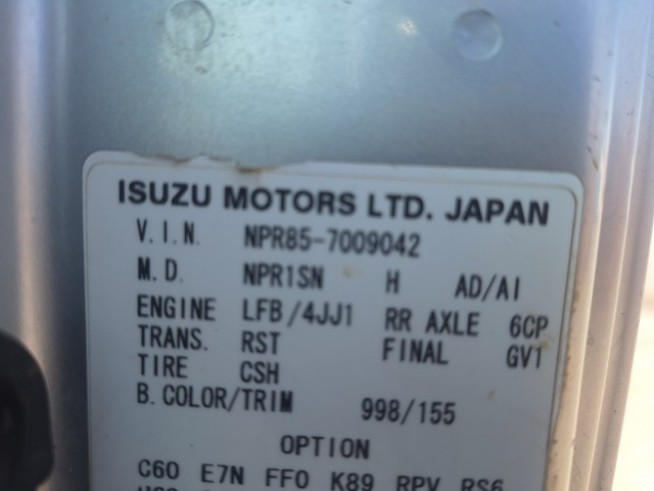 ISUZU MOTORS LTD. JAPAN
V.I.N. NPR85-7009042
M.D. NPR1SN H AD/AI
ENGINE LFB/4JJ1 RR AXLE 6CP
TRANS. RST FINAL GV1
TIRE CSH
B.COLOR/TRIM 998/155
OPTION
C60 E7N FF0 K89 RPV RS6